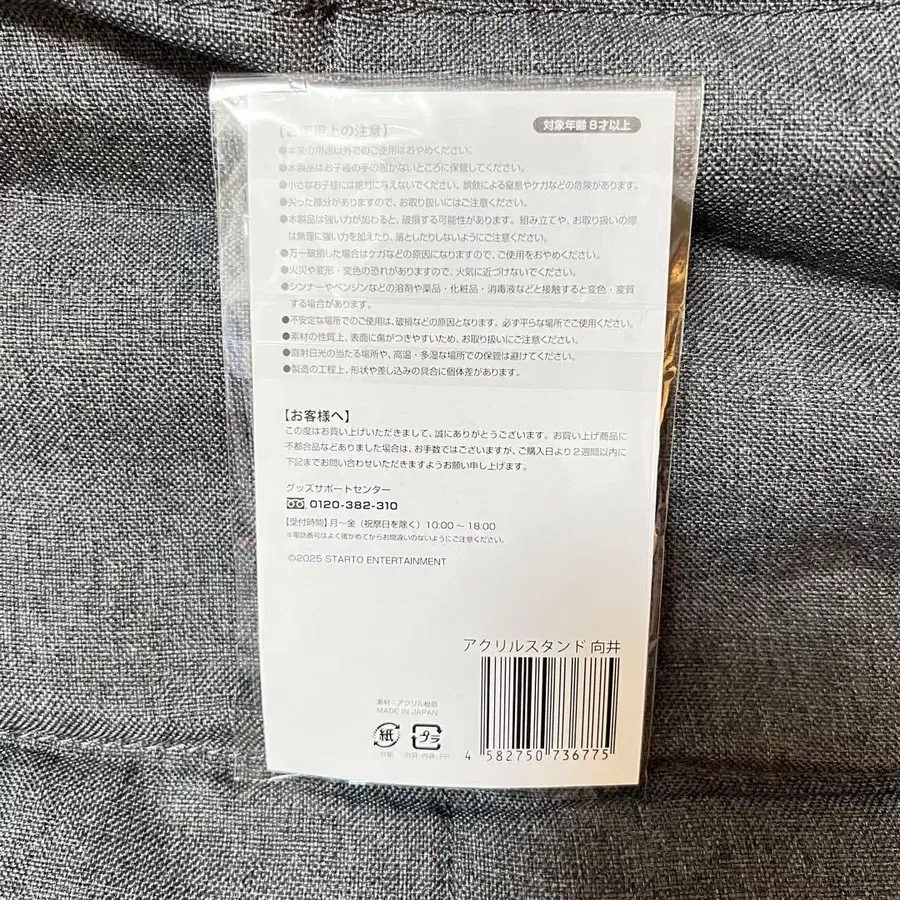 【ご使用上の注意】
対象年齢 8才以上
●本来の用途以外でのご使用はおやめください。
●本製品はお子様の手の届かないところに保管してください。
●小さなお子様には絶対に与えないでください。誤飲による窒息やケガなどの危険があります。
●尖った部分がありますので、お取り扱いにはご注意ください。
●本製品は強い力が加わると、破損する可能性があります。組み立てや、お取り扱いの際
は無理に強い力を加えたり、落としたりしないようにご注意ください。
●万一破損した場合はケガなどの原因になりますので、ご使用をおやめください。
●火災や変形・変色の恐れがありますので、火気に近づけないでください。
●シンナーやベンジンなどの溶剤や薬品・化粧品・消毒液などと接触すると変色・変質
する場合があります。
●不安定な場所でのご使用は、破損などの原因となります。必ず平らな場所でご使用ください。
●素材の性質上、表面に傷がつきやすいため、お取り扱いにご注意ください。
●直射日光の当たる場所や、高温・多湿な場所での保管は避けてください。
●製造の工程上、形状や差し込みの具合に個体差があります。
【お客様へ】
この度はお買い上げいただきまして、誠にありがとうございます。お買い上げ商品に
不都合品などありました場合は、お手数ではございますが、ご購入日より2週間以内に
下記までお問い合わせいただきますようお願い申し上げます。
グッズサポートセンター
0120-382-310
【受付時間】月～金（祝祭日を除く）10:00～18:00
※電話番号はよく確かめてからお間違いのないようにご注意ください。
©2025 STARTO ENTERTAINMENT
アクリルスタンド 向井
素材：アクリル樹脂
MADE IN JAPAN
紙
プラ
台紙
外袋・内袋：PP
4 582750 736775